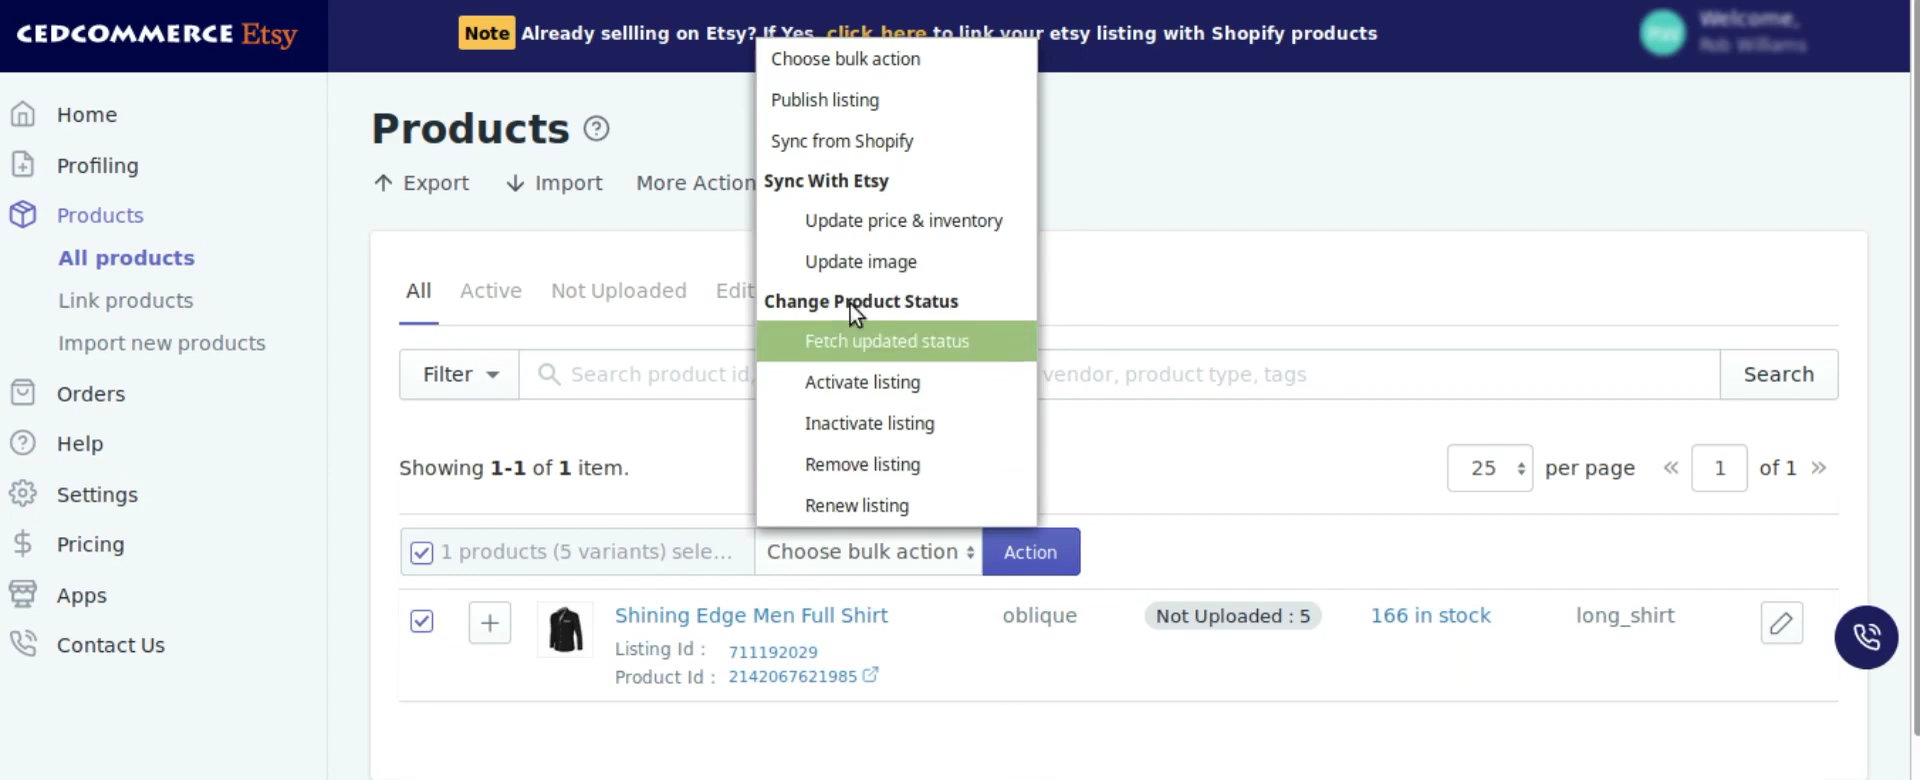 CEDCOMMERCE Etsy
Note Already sellling on Etsy? If Yes, click here to link your etsy listing with Shopify products
Welcome,
Rob Williams
Home
Profiling
Products
All products
Link products
Import new products
Orders
Help
Settings
Pricing
Apps
Contact Us
Products
Export
Import
More Action
Choose bulk action
Publish listing
Sync from Shopify
Sync With Etsy
Update price & inventory
Update image
Change Product Status
Fetch updated status
Activate listing
Inactivate listing
Remove listing
Renew listing
All
Active
Not Uploaded
Edit
Filter
Search product id, vendor, product type, tags
Search
Showing 1-1 of 1 item.
25 per page « 1 of 1 »
1 products (5 variants) sele...
Choose bulk action
Action
Shining Edge Men Full Shirt
oblique
Not Uploaded : 5
166 in stock
long_shirt
Listing Id : 711192029
Product Id : 2142067621985